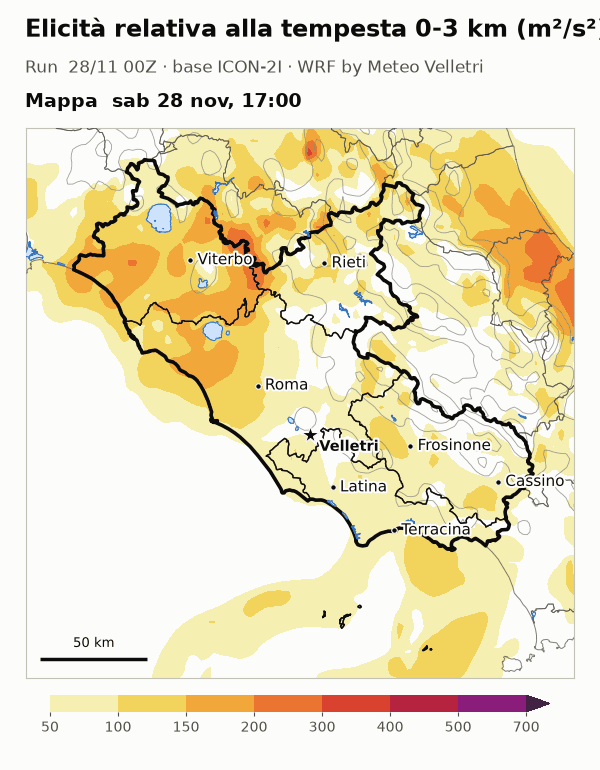 Elicità relativa alla tempesta 0-3 km (m²/s²)
Run 28/11 00Z · base ICON-2I · WRF by Meteo Velletri
Mappa sab 28 nov, 17:00
Viterbo
Rieti
Roma
Velletri
Frosinone
Latina
Cassino
Terracina
50 km
50 100 150 200 300 400 500 700